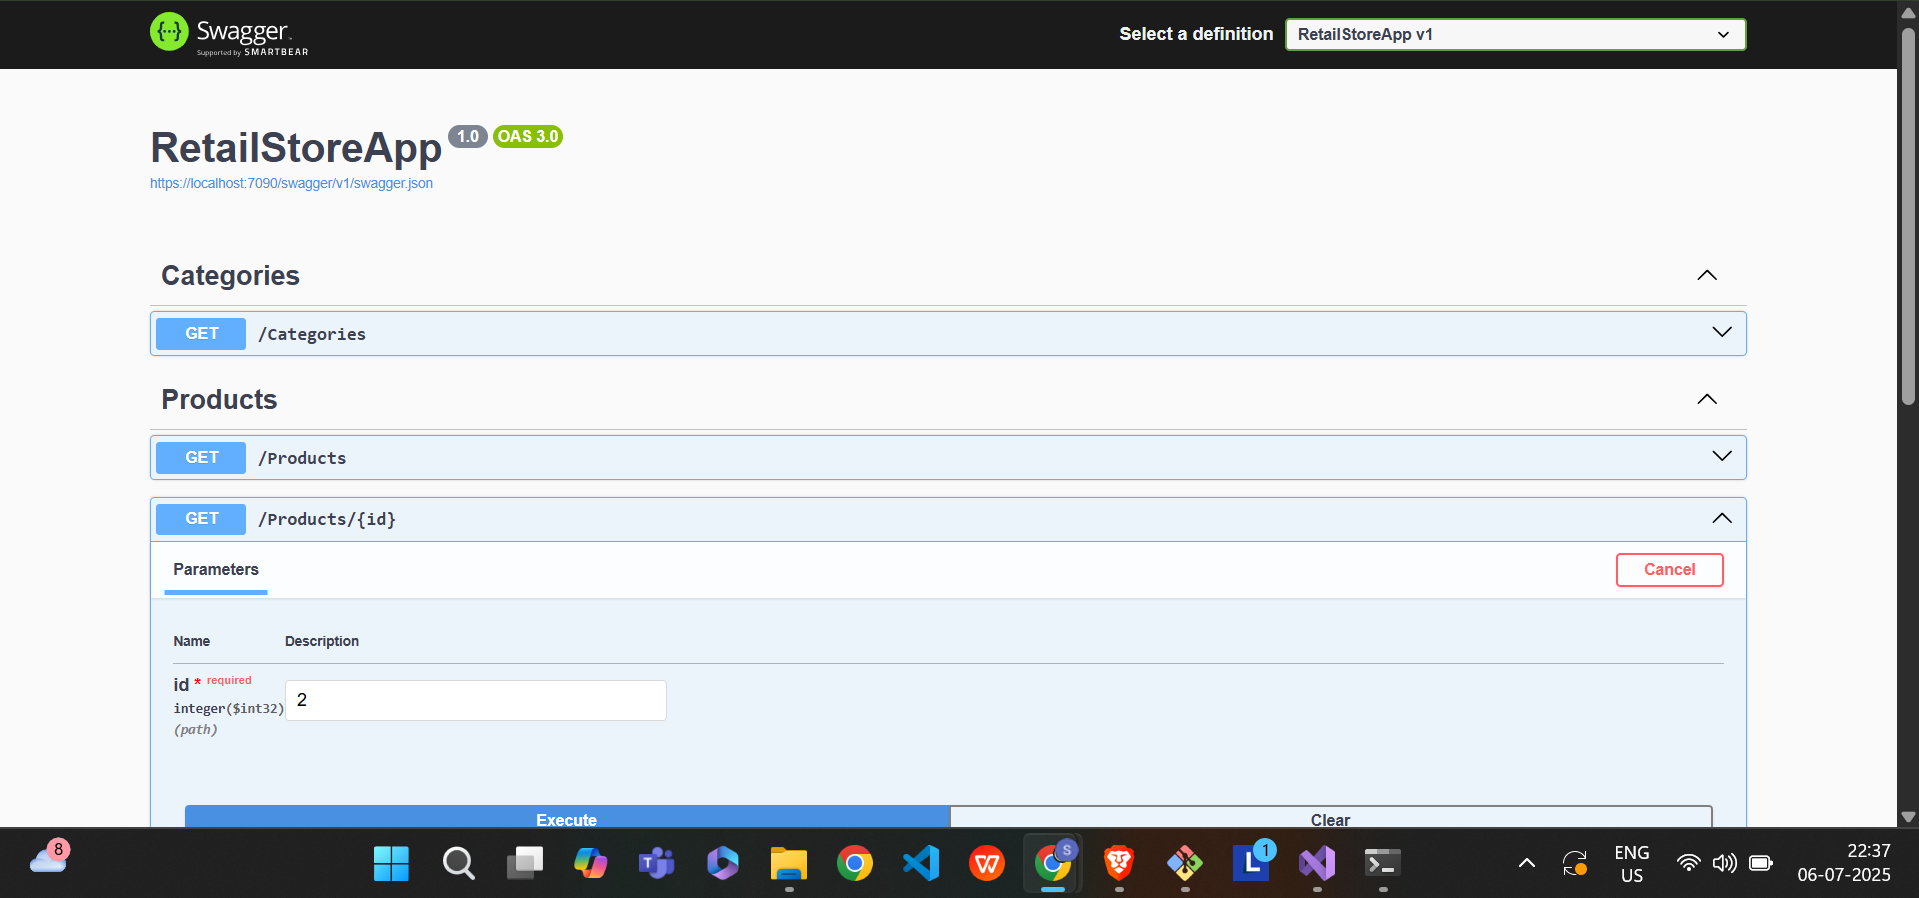 Swagger.
Supported by SMARTBEAR
Select a definition
RetailStoreApp v1
RetailStoreApp 1.0 OAS 3.0
https://localhost:7090/swagger/v1/swagger.json
Categories
GET /Categories
Products
GET /Products
GET /Products/{id}
Parameters
Cancel
Name Description
id * required
integer($int32)
(path)
2
Execute
Clear
8
T
W
S
L
1
ENG
US
22:37
06-07-2025